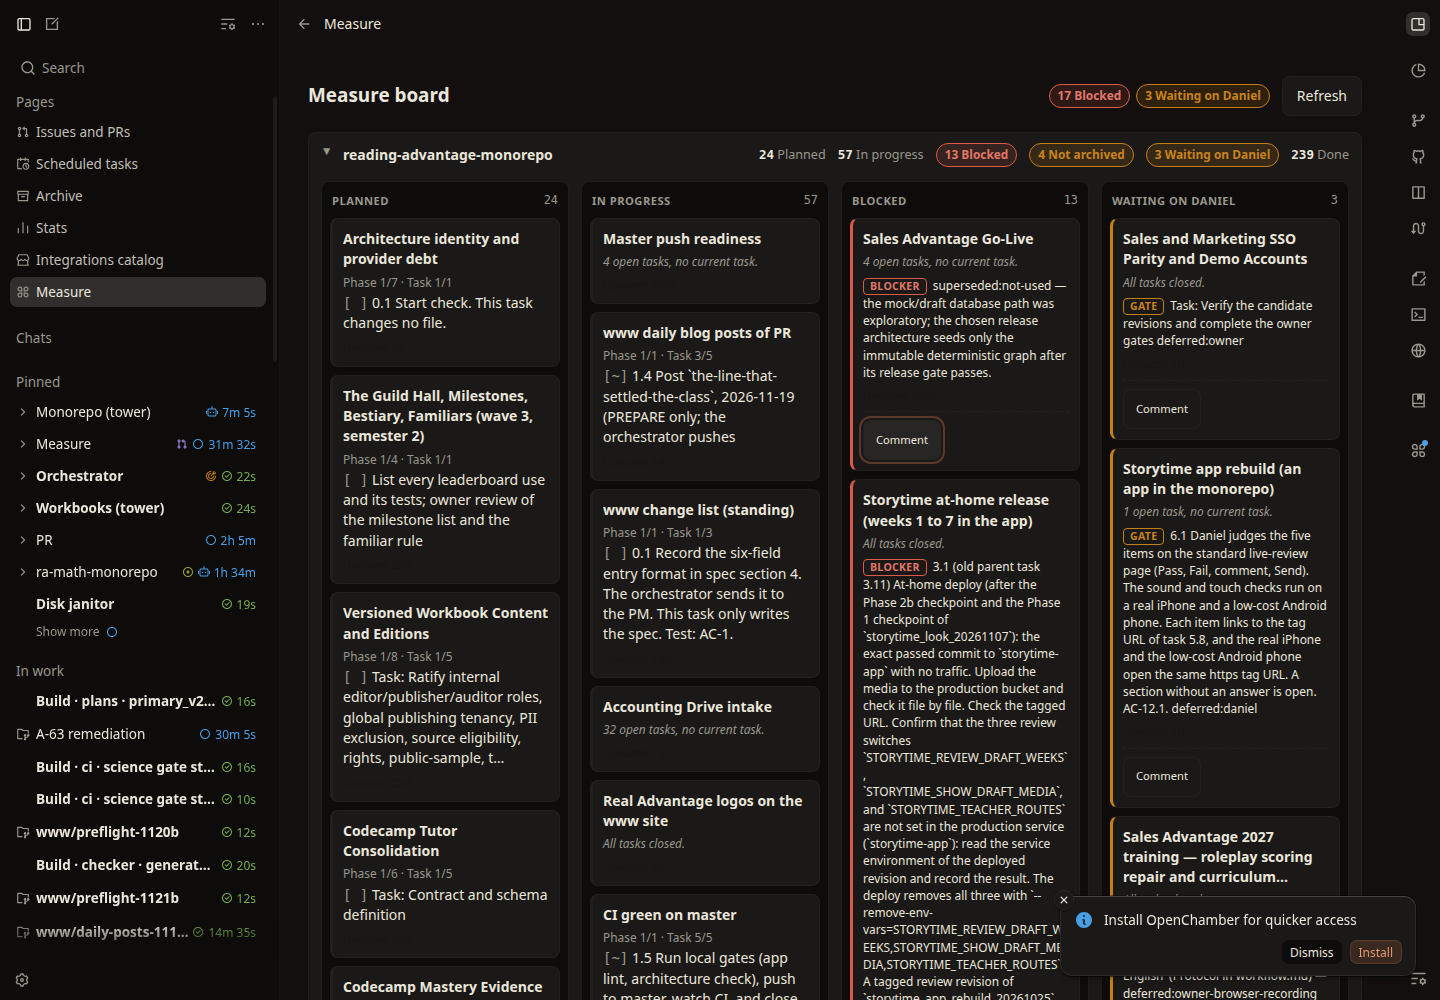 Search
Pages
Issues and PRs
Scheduled tasks
Archive
Stats
Integrations catalog
Measure
Chats
Pinned
Monorepo (tower) 7m 5s
Measure 31m 32s
Orchestrator 22s
Workbooks (tower) 24s
PR 2h 5m
ra-math-monorepo 1h 34m
Disk janitor 19s
Show more
In work
Build · plans · primary_v2... 16s
A-63 remediation 30m 5s
Build · ci · science gate st... 16s
Build · ci · science gate st... 10s
www/preflight-1120b 12s
Build · checker · generat... 20s
www/preflight-1121b 12s
www/daily-posts-111... 14m 35s
Measure
Measure board
17 Blocked
3 Waiting on Daniel
Refresh
reading-advantage-monorepo
24 Planned
57 In progress
13 Blocked
4 Not archived
3 Waiting on Daniel
239 Done
PLANNED 24
Architecture identity and
provider debt
Phase 1/7 · Task 1/1
[ ] 0.1 Start check. This task
changes no file.
The Guild Hall, Milestones,
Bestiary, Familiars (wave 3,
semester 2)
Phase 1/4 · Task 1/1
[ ] List every leaderboard use
and its tests; owner review of
the milestone list and the
familiar rule
Versioned Workbook Content
and Editions
Phase 1/8 · Task 1/5
[ ] Task: Ratify internal
editor/publisher/auditor roles,
global publishing tenancy, PII
exclusion, source eligibility,
rights, public-sample, t...
Codecamp Tutor
Consolidation
Phase 1/6 · Task 1/5
[ ] Task: Contract and schema
definition
Codecamp Mastery Evidence
IN PROGRESS 57
Master push readiness
4 open tasks, no current task.
www daily blog posts of PR
Phase 1/1 · Task 3/5
[~] 1.4 Post `the-line-that-
settled-the-class`, 2026-11-19
(PREPARE only; the
orchestrator pushes
www change list (standing)
Phase 1/1 · Task 1/3
[ ] 0.1 Record the six-field
entry format in spec section 4.
The orchestrator sends it to
the PM. This task only writes
the spec. Test: AC-1.
Accounting Drive intake
32 open tasks, no current task.
Real Advantage logos on the
www site
All tasks closed.
CI green on master
Phase 1/1 · Task 5/5
[~] 1.5 Run local gates (app
lint, architecture check), push
to master, watch CI, and close
BLOCKED 13
Sales Advantage Go-Live
4 open tasks, no current task.
BLOCKER superseded:not-used —
the mock/draft database path was
exploratory; the chosen release
architecture seeds only the
immutable deterministic graph after
its release gate passes.
Comment
Storytime at-home release
(weeks 1 to 7 in the app)
All tasks closed.
BLOCKER 3.1 (old parent task
3.11) At-home deploy (after the
Phase 2b checkpoint and the Phase
1 checkpoint of
`storytime_look_20261107`): the
exact passed commit to `storytime-
app` with no traffic. Upload the
media to the production bucket and
check it file by file. Check the tagged
URL. Confirm that the three review
switches
`STORYTIME_REVIEW_DRAFT_WEEKS`
,
`STORYTIME_SHOW_DRAFT_MEDIA`,
and `STORYTIME_TEACHER_ROUTES`
are not set in the production service
(`storytime-app`): read the service
environment of the deployed
revision and record the result. The
deploy removes all three with `--
remove-env-
vars=STORYTIME_REVIEW_DRAFT_W
EEKS,STORYTIME_SHOW_DRAFT_ME
DIA,STORYTIME_TEACHER_ROUTES`
A tagged review revision of
`storytime_app_rebuild_20261025`
WAITING ON DANIEL 3
Sales and Marketing SSO
Parity and Demo Accounts
All tasks closed.
GATE Task: Verify the candidate
revisions and complete the owner
gates deferred:owner
Comment
Storytime app rebuild (an
app in the monorepo)
1 open task, no current task.
GATE 6.1 Daniel judges the five
items on the standard live-review
page (Pass, Fail, comment, Send).
The sound and touch checks run on
a real iPhone and a low-cost Android
phone. Each item links to the tag
URL of task 5.8, and the real iPhone
and the low-cost Android phone
open the same https tag URL. A
section without an answer is open.
AC-12.1. deferred:daniel
Comment
Sales Advantage 2027
training — roleplay scoring
repair and curriculum...
Install OpenChamber for quicker access
Dismiss
Install
deferred:owner-browser-recording